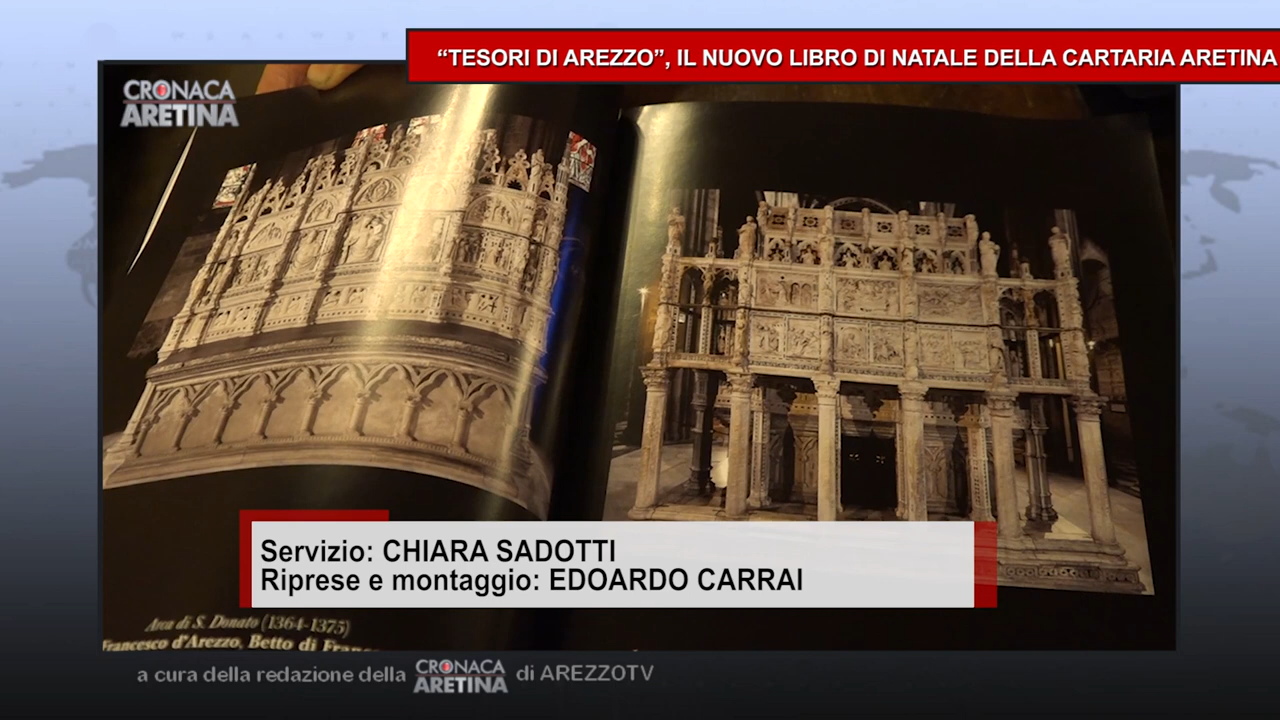 “TESORI DI AREZZO”, IL NUOVO LIBRO DI NATALE DELLA CARTARIA ARETINA
CRONACA
ARETINA
Servizio: CHIARA SADOTTI
Riprese e montaggio: EDOARDO CARRAI
Arca di S. Donato (1364-1375)
Francesco d'Arezzo, Betto di
a cura della redazione della CRONACA ARETINA di AREZZOTV